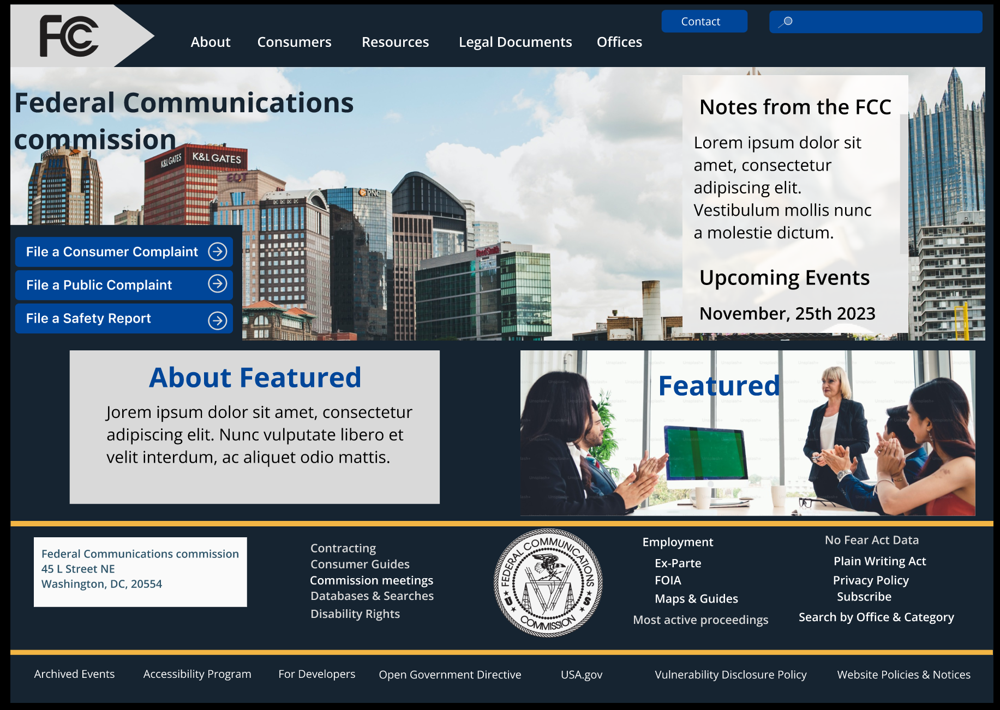 FCC
Contact
About Consumers Resources Legal Documents Offices
Federal Communications
commission
K&L GATES
K&L GATES
EQT
PNC
ReedSmith
Notes from the FCC
Lorem ipsum dolor sit
amet, consectetur
adipiscing elit.
Vestibulum mollis nunc
a molestie dictum.
Upcoming Events
November, 25th 2023
File a Consumer Complaint
File a Public Complaint
File a Safety Report
About Featured
Jorem ipsum dolor sit amet, consectetur
adipiscing elit. Nunc vulputate libero et
velit interdum, ac aliquet odio mattis.
Featured
Federal Communications commission
45 L Street NE
Washington, DC, 20554
Contracting
Consumer Guides
Commission meetings
Databases & Searches
Disability Rights
FEDERAL COMMUNICATIONS
COMMISSION
U S
Employment
Ex-Parte
FOIA
Maps & Guides
Most active proceedings
No Fear Act Data
Plain Writing Act
Privacy Policy
Subscribe
Search by Office & Category
Archived Events Accessibility Program For Developers Open Government Directive USA.gov Vulnerability Disclosure Policy Website Policies & Notices